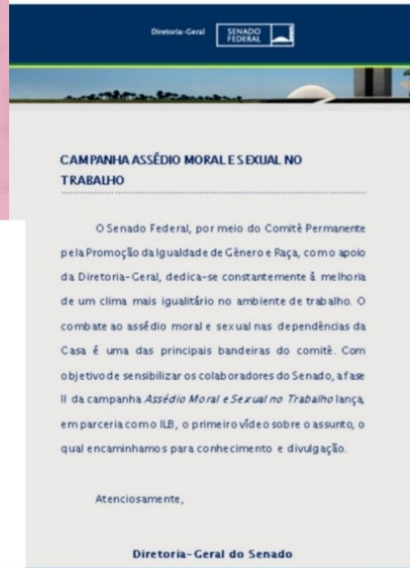 Diretoria-Geral
SENADO
FEDERAL
CAMPANHA ASSÉDIO MORAL E SEXUAL NO
TRABALHO
O Senado Federal, por meio do Comitê Permanente
pela Promoção da Igualdade de Gênero e Raça, com o apoio
da Diretoria-Geral, dedica-se constantemente à melhoria
de um clima mais igualitário no ambiente de trabalho. O
combate ao assédio moral e sexual nas dependências da
Casa é uma das principais bandeiras do comitê. Com
objetivo de sensibilizar os colaboradores do Senado, a fase
II da campanha Assédio Moral e Sexual no Trabalho lança,
em parceria com o ILB, o primeiro vídeo sobre o assunto, o
qual encaminhamos para conhecimento e divulgação.
Atenciosamente,
Diretoria-Geral do Senado